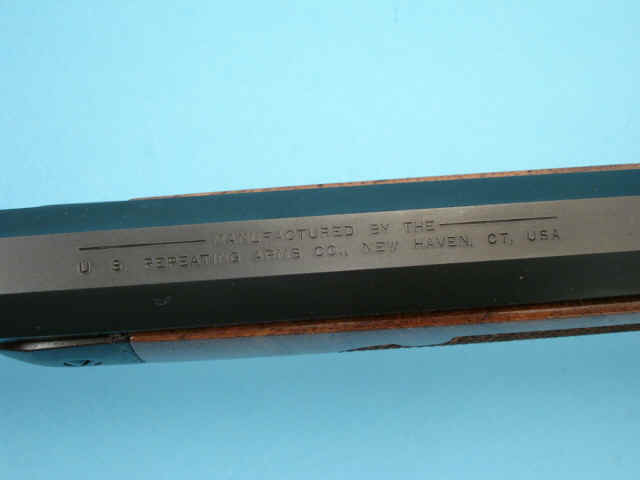 MANUFACTURED BY THE
U. S. REPEATING ARMS CO., NEW HAVEN, CT, USA